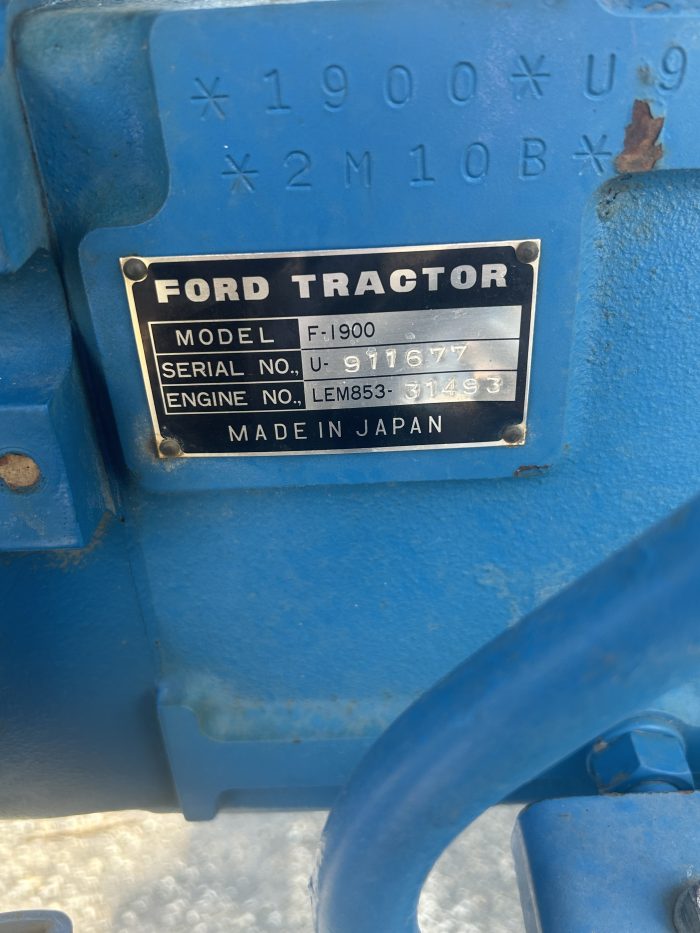 *1900*U9
*2M10B*
FORD TRACTOR
MODEL F-1900
SERIAL NO., U- 911677
ENGINE NO., LEM853- 31493
MADE IN JAPAN